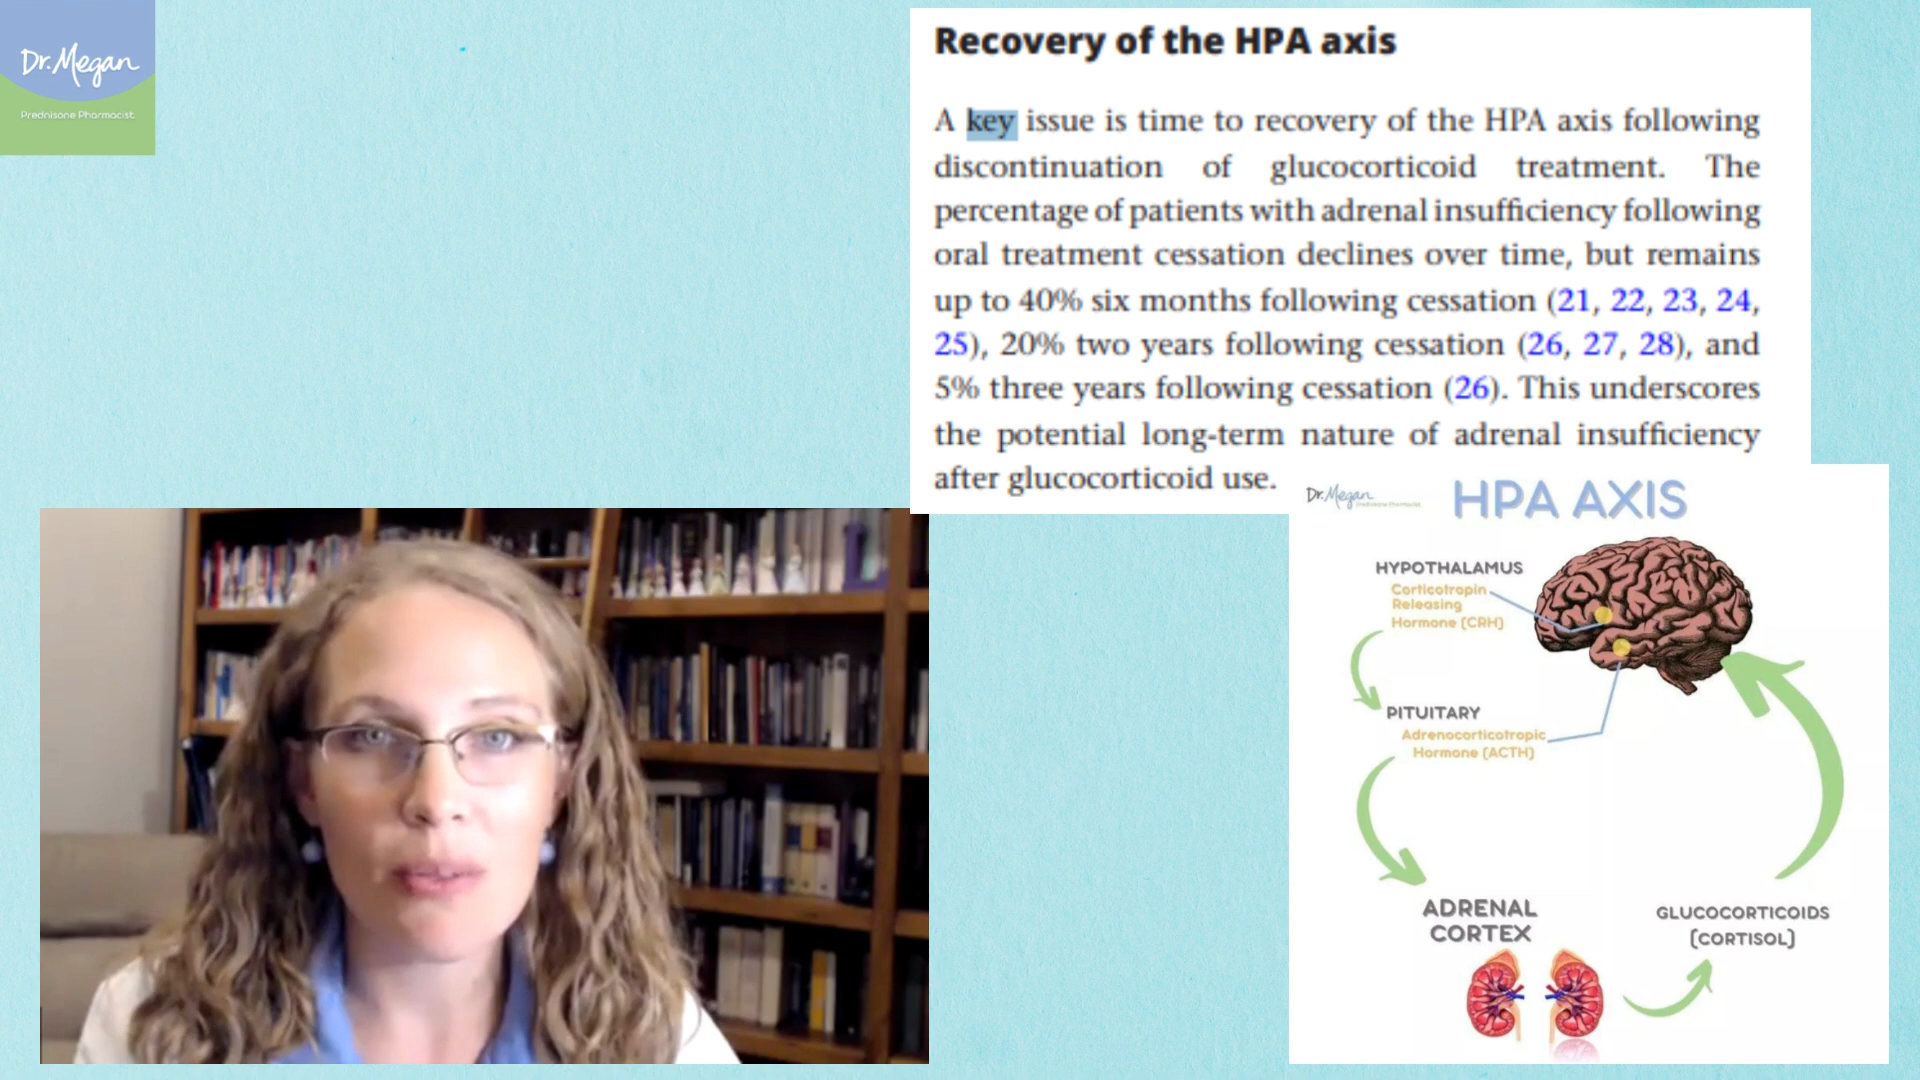 Dr. Megan
Prednisone Pharmacist
Recovery of the HPA axis
A key issue is time to recovery of the HPA axis following
discontinuation of glucocorticoid treatment. The
percentage of patients with adrenal insufficiency following
oral treatment cessation declines over time, but remains
up to 40% six months following cessation (21, 22, 23, 24,
25), 20% two years following cessation (26, 27, 28), and
5% three years following cessation (26). This underscores
the potential long-term nature of adrenal insufficiency
after glucocorticoid use.
Dr. Megan
Prednisone Pharmacist
HPA AXIS
HYPOTHALAMUS
Corticotropin
Releasing
Hormone (CRH)
PITUITARY
Adrenocorticotropic
Hormone (ACTH)
ADRENAL
CORTEX
GLUCOCORTICOIDS
(CORTISOL)